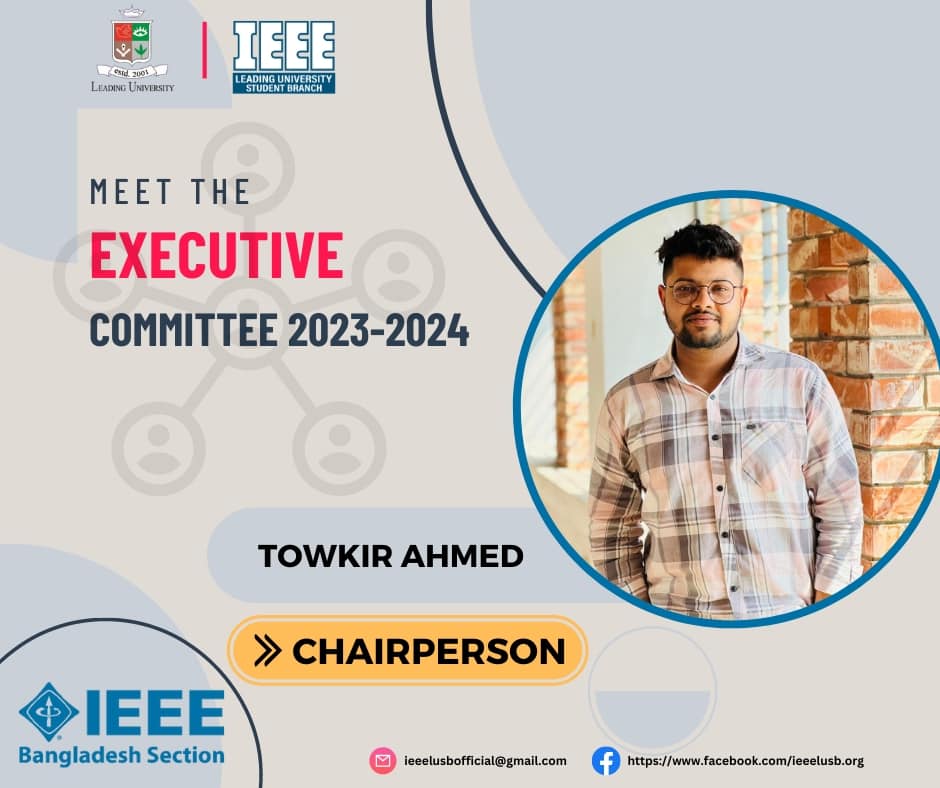 estd. 2001
LEADING UNIVERSITY
IEEE
LEADING UNIVERSITY
STUDENT BRANCH
MEET THE
EXECUTIVE
COMMITTEE 2023-2024
TOWKIR AHMED
CHAIRPERSON
IEEE
Bangladesh Section
ieeelusbofficial@gmail.com
https://www.facebook.com/ieeelusb.org